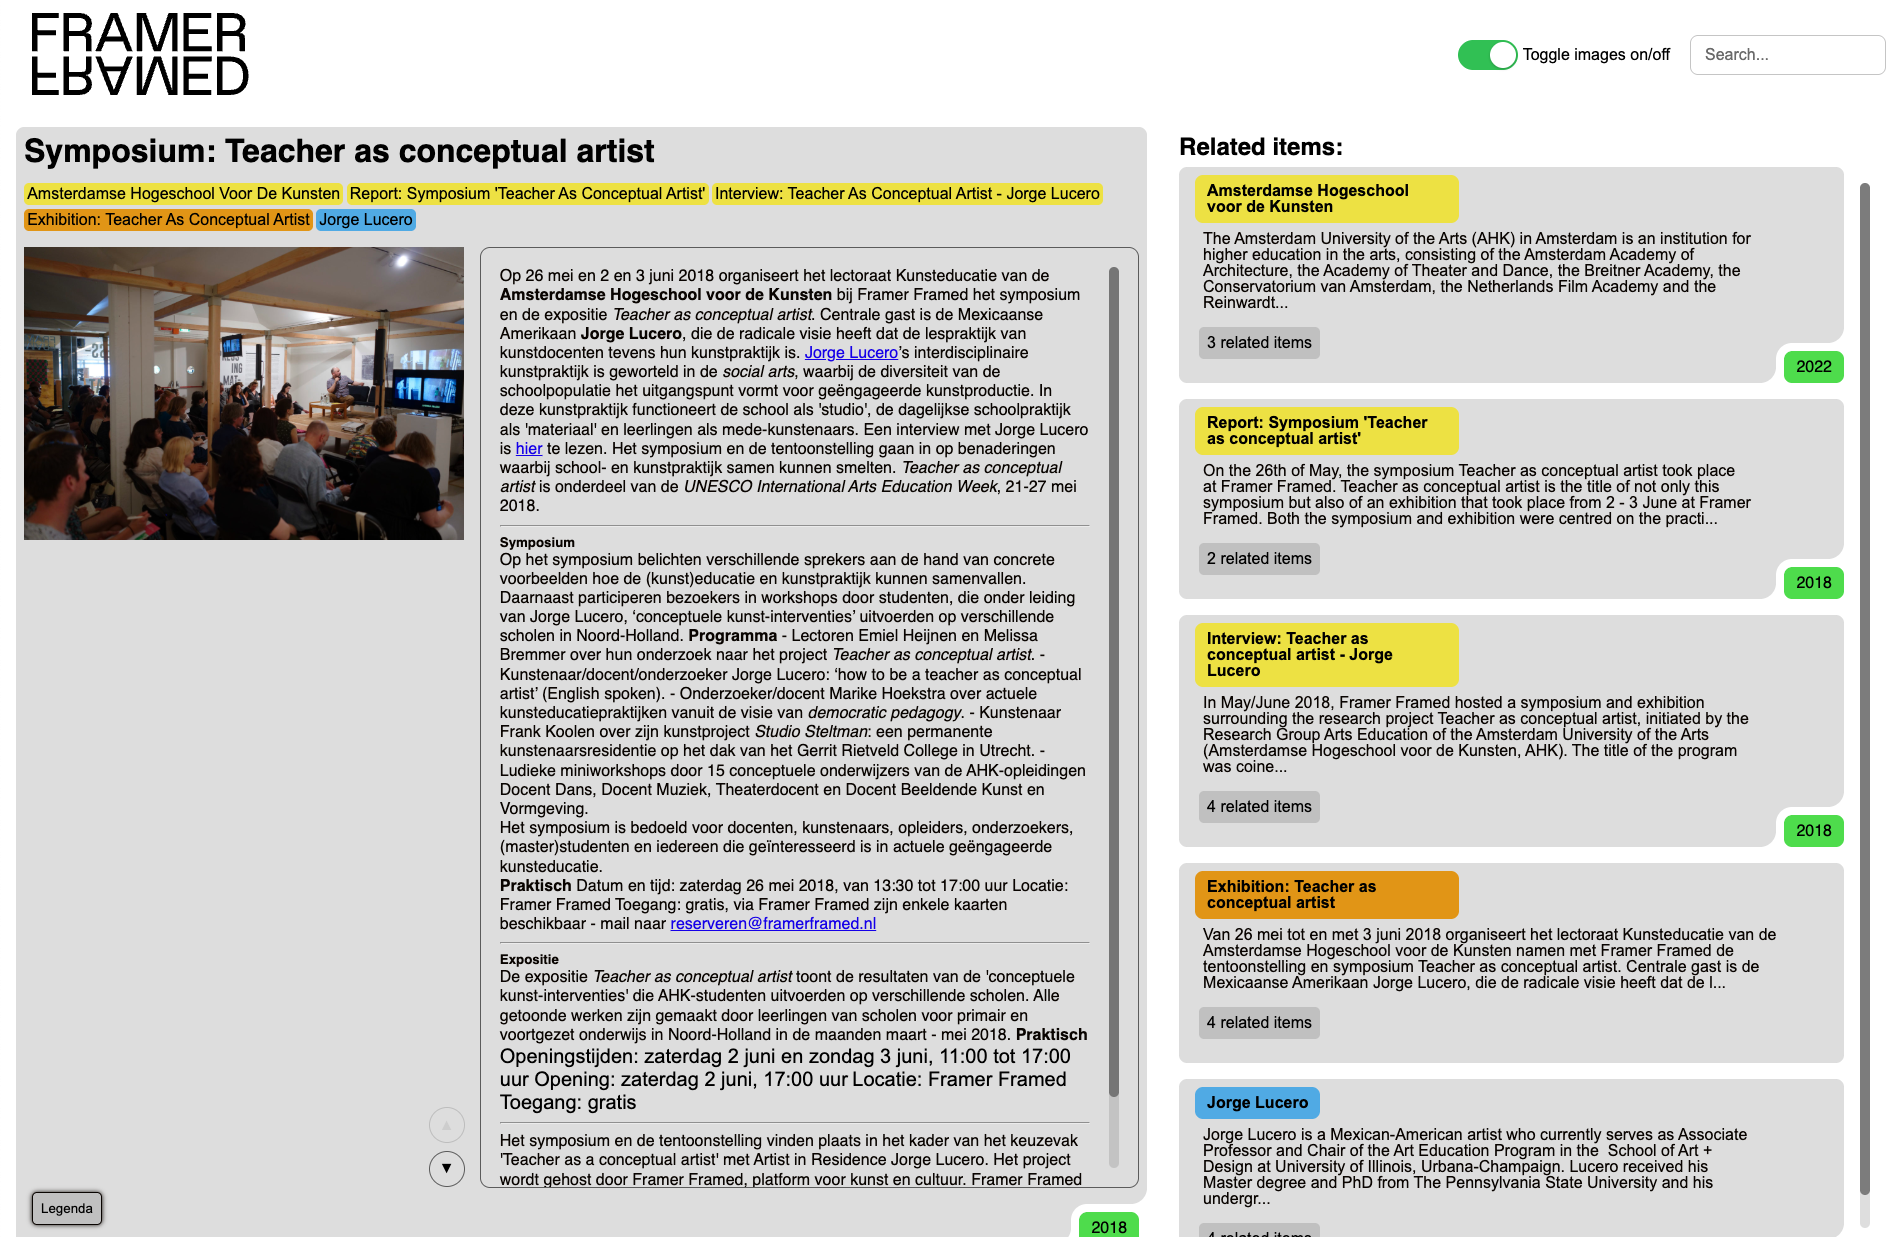 FRAMER
FRAMED
Toggle images on/off
Search...
Symposium: Teacher as conceptual artist
Amsterdamse Hogeschool Voor De Kunsten Report: Symposium 'Teacher As Conceptual Artist' Interview: Teacher As Conceptual Artist - Jorge Lucero
Exhibition: Teacher As Conceptual Artist Jorge Lucero
Op 26 mei en 2 en 3 juni 2018 organiseert het lectoraat Kunsteducatie van de
Amsterdamse Hogeschool voor de Kunsten bij Framer Framed het symposium
en de expositie Teacher as conceptual artist. Centrale gast is de Mexicaanse
Amerikaan Jorge Lucero, die de radicale visie heeft dat de lespraktijk van
kunstdocenten tevens hun kunstpraktijk is. Jorge Lucero's interdisciplinaire
kunstpraktijk is geworteld in de social arts, waarbij de diversiteit van de
schoolpopulatie het uitgangspunt vormt voor geëngageerde kunstproductie. In
deze kunstpraktijk functioneert de school als 'studio', de dagelijkse schoolpraktijk
als 'materiaal' en leerlingen als mede-kunstenaars. Een interview met Jorge Lucero
is hier te lezen. Het symposium en de tentoonstelling gaan in op benaderingen
waarbij school- en kunstpraktijk samen kunnen smelten. Teacher as conceptual
artist is onderdeel van de UNESCO International Arts Education Week, 21-27 mei
2018.
Symposium
Op het symposium belichten verschillende sprekers aan de hand van concrete
voorbeelden hoe de (kunst)educatie en kunstpraktijk kunnen samenvallen.
Daarnaast participeren bezoekers in workshops door studenten, die onder leiding
van Jorge Lucero, ‘conceptuele kunst-interventies’ uitvoerden op verschillende
scholen in Noord-Holland. Programma - Lectoren Emiel Heijnen en Melissa
Bremmer over hun onderzoek naar het project Teacher as conceptual artist. -
Kunstenaar/docent/onderzoeker Jorge Lucero: ‘how to be a teacher as conceptual
artist’ (English spoken). - Onderzoeker/docent Marike Hoekstra over actuele
kunsteducatiepraktijken vanuit de visie van democratic pedagogy. - Kunstenaar
Frank Koolen over zijn kunstproject Studio Steltman: een permanente
kunstenaarsresidentie op het dak van het Gerrit Rietveld College in Utrecht. -
Ludieke miniworkshops door 15 conceptuele onderwijzers van de AHK-opleidingen
Docent Dans, Docent Muziek, Theaterdocent en Docent Beeldende Kunst en
Vormgeving.
Het symposium is bedoeld voor docenten, kunstenaars, opleiders, onderzoekers,
(master)studenten en iedereen die geïnteresseerd is in actuele geëngageerde
kunsteducatie.
Praktisch Datum en tijd: zaterdag 26 mei 2018, van 13:30 tot 17:00 uur Locatie:
Framer Framed Toegang: gratis, via Framer Framed zijn enkele kaarten
beschikbaar - mail naar reserveren@framerframed.nl
Expositie
De expositie Teacher as conceptual artist toont de resultaten van de 'conceptuele
kunst-interventies' die AHK-studenten uitvoerden op verschillende scholen. Alle
getoonde werken zijn gemaakt door leerlingen van scholen voor primair en
voortgezet onderwijs in Noord-Holland in de maanden maart - mei 2018. Praktisch
Openingstijden: zaterdag 2 juni en zondag 3 juni, 11:00 tot 17:00
uur Opening: zaterdag 2 juni, 17:00 uur Locatie: Framer Framed
Toegang: gratis
Het symposium en de tentoonstelling vinden plaats in het kader van het keuzevak
'Teacher as a conceptual artist' met Artist in Residence Jorge Lucero. Het project
wordt gehost door Framer Framed, platform voor kunst en cultuur. Framer Framed
Legenda
2018
Related items:
Amsterdamse Hogeschool
voor de Kunsten
The Amsterdam University of the Arts (AHK) in Amsterdam is an institution for
higher education in the arts, consisting of the Amsterdam Academy of
Architecture, the Academy of Theater and Dance, the Breitner Academy, the
Conservatorium van Amsterdam, the Netherlands Film Academy and the
Reinwardt...
3 related items
2022
Report: Symposium 'Teacher
as conceptual artist'
On the 26th of May, the symposium Teacher as conceptual artist took place
at Framer Framed. Teacher as conceptual artist is the title of not only this
symposium but also of an exhibition that took place from 2 - 3 June at Framer
Framed. Both the symposium and exhibition were centred on the practi...
2 related items
2018
Interview: Teacher as
conceptual artist - Jorge
Lucero
In May/June 2018, Framer Framed hosted a symposium and exhibition
surrounding the research project Teacher as conceptual artist, initiated by the
Research Group Arts Education of the Amsterdam University of the Arts
(Amsterdamse Hogeschool voor de Kunsten, AHK). The title of the program
was coine...
4 related items
2018
Exhibition: Teacher as
conceptual artist
Van 26 mei tot en met 3 juni 2018 organiseert het lectoraat Kunsteducatie van de
Amsterdamse Hogeschool voor de Kunsten namen met Framer Framed de
tentoonstelling en symposium Teacher as conceptual artist. Centrale gast is de
Mexicaanse Amerikaan Jorge Lucero, die de radicale visie heeft dat de l...
4 related items
Jorge Lucero
Jorge Lucero is a Mexican-American artist who currently serves as Associate
Professor and Chair of the Art Education Program in the School of Art +
Design at University of Illinois, Urbana-Champaign. Lucero received his
Master degree and PhD from The Pennsylvania State University and his
undergr...
4 related items